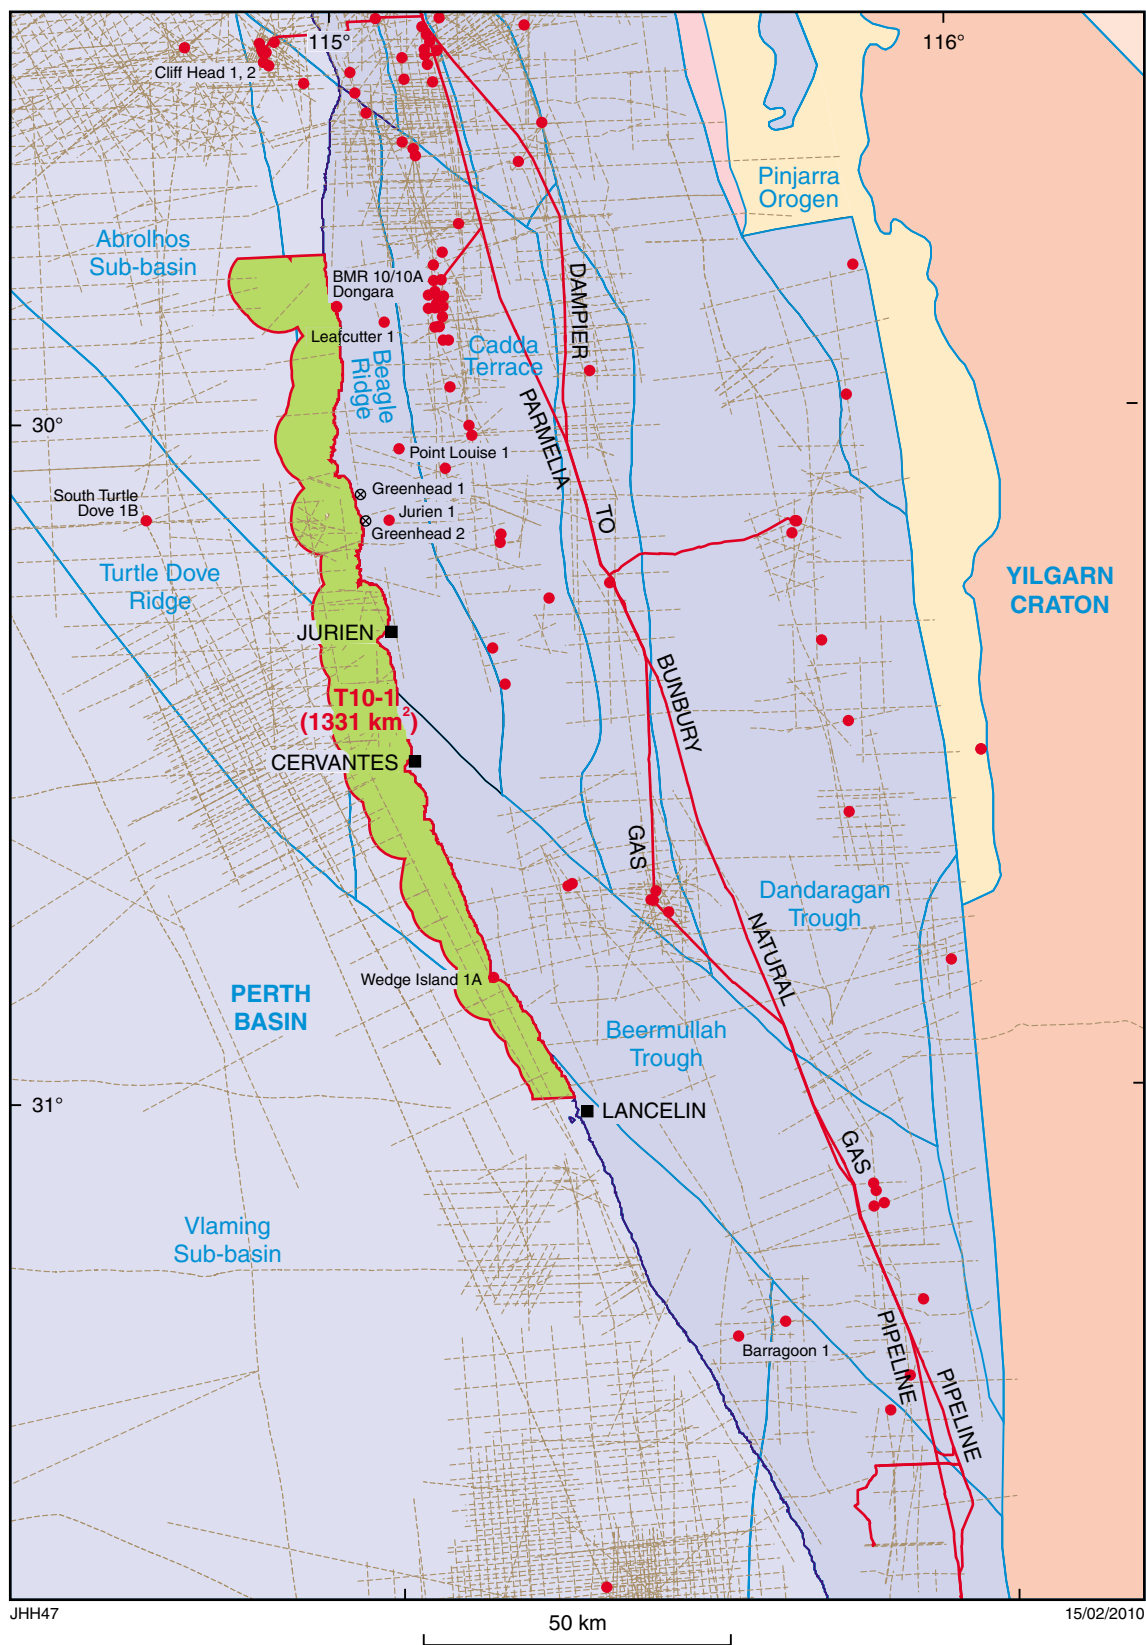 115°
116°
Cliff Head 1, 2
Pinjarra
Orogen
Abrolhos
Sub-basin
BMR 10/10A
Dongara
DAMPIER
Leafcutter 1
Beagle
Ridge
Cadda
Terrace
30°
PARMELIA
Point Louise 1
Greenhead 1
South Turtle
Dove 1B
Jurien 1
Greenhead 2
TO
Turtle Dove
Ridge
YILGARN
CRATON
JURIEN
BUNBURY
T10-1
(1331 km2)
CERVANTES
GAS
Dandaragan
Trough
NATURAL
Wedge Island 1A
PERTH
BASIN
Beermullah
Trough
31°
LANCELIN
GAS
Vlaming
Sub-basin
PIPELINE
Barragoon 1
PIPELINE
JHH47
50 km
15/02/2010